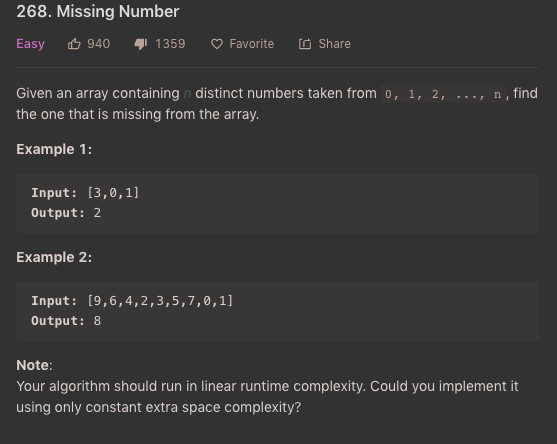 268. Missing Number
Easy 940 1359 Favorite Share
Given an array containing n distinct numbers taken from 0, 1, 2, ..., n, find
the one that is missing from the array.
Example 1:
Input: [3,0,1]
Output: 2
Example 2:
Input: [9,6,4,2,3,5,7,0,1]
Output: 8
Note:
Your algorithm should run in linear runtime complexity. Could you implement it
using only constant extra space complexity?